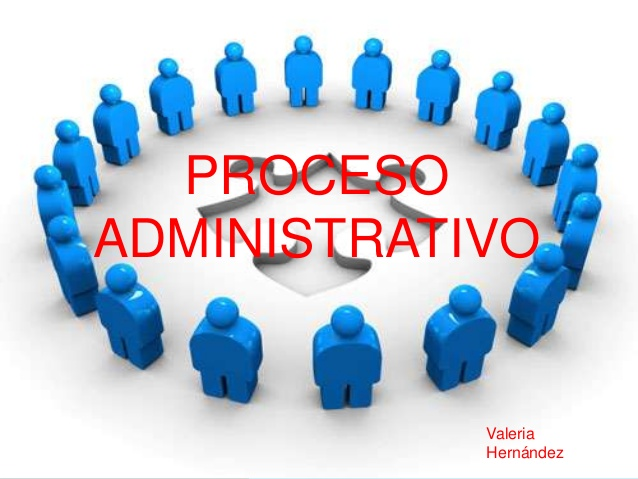 PROCESO
ADMINISTRATIVO
Valeria
Hernández